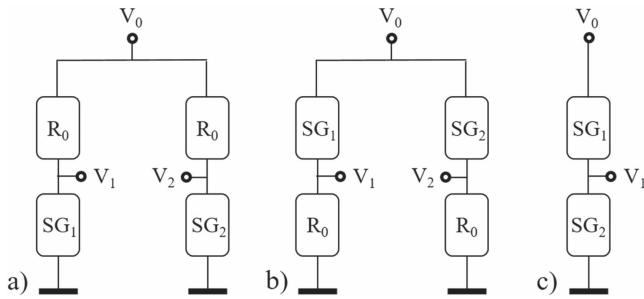 V₀ V₀ V₀
R₀ R₀ SG₁ SG₂ SG₁
V₁ V₂ V₁ V₂ V₁
SG₁ SG₂ R₀ R₀ SG₂
a) b) c)